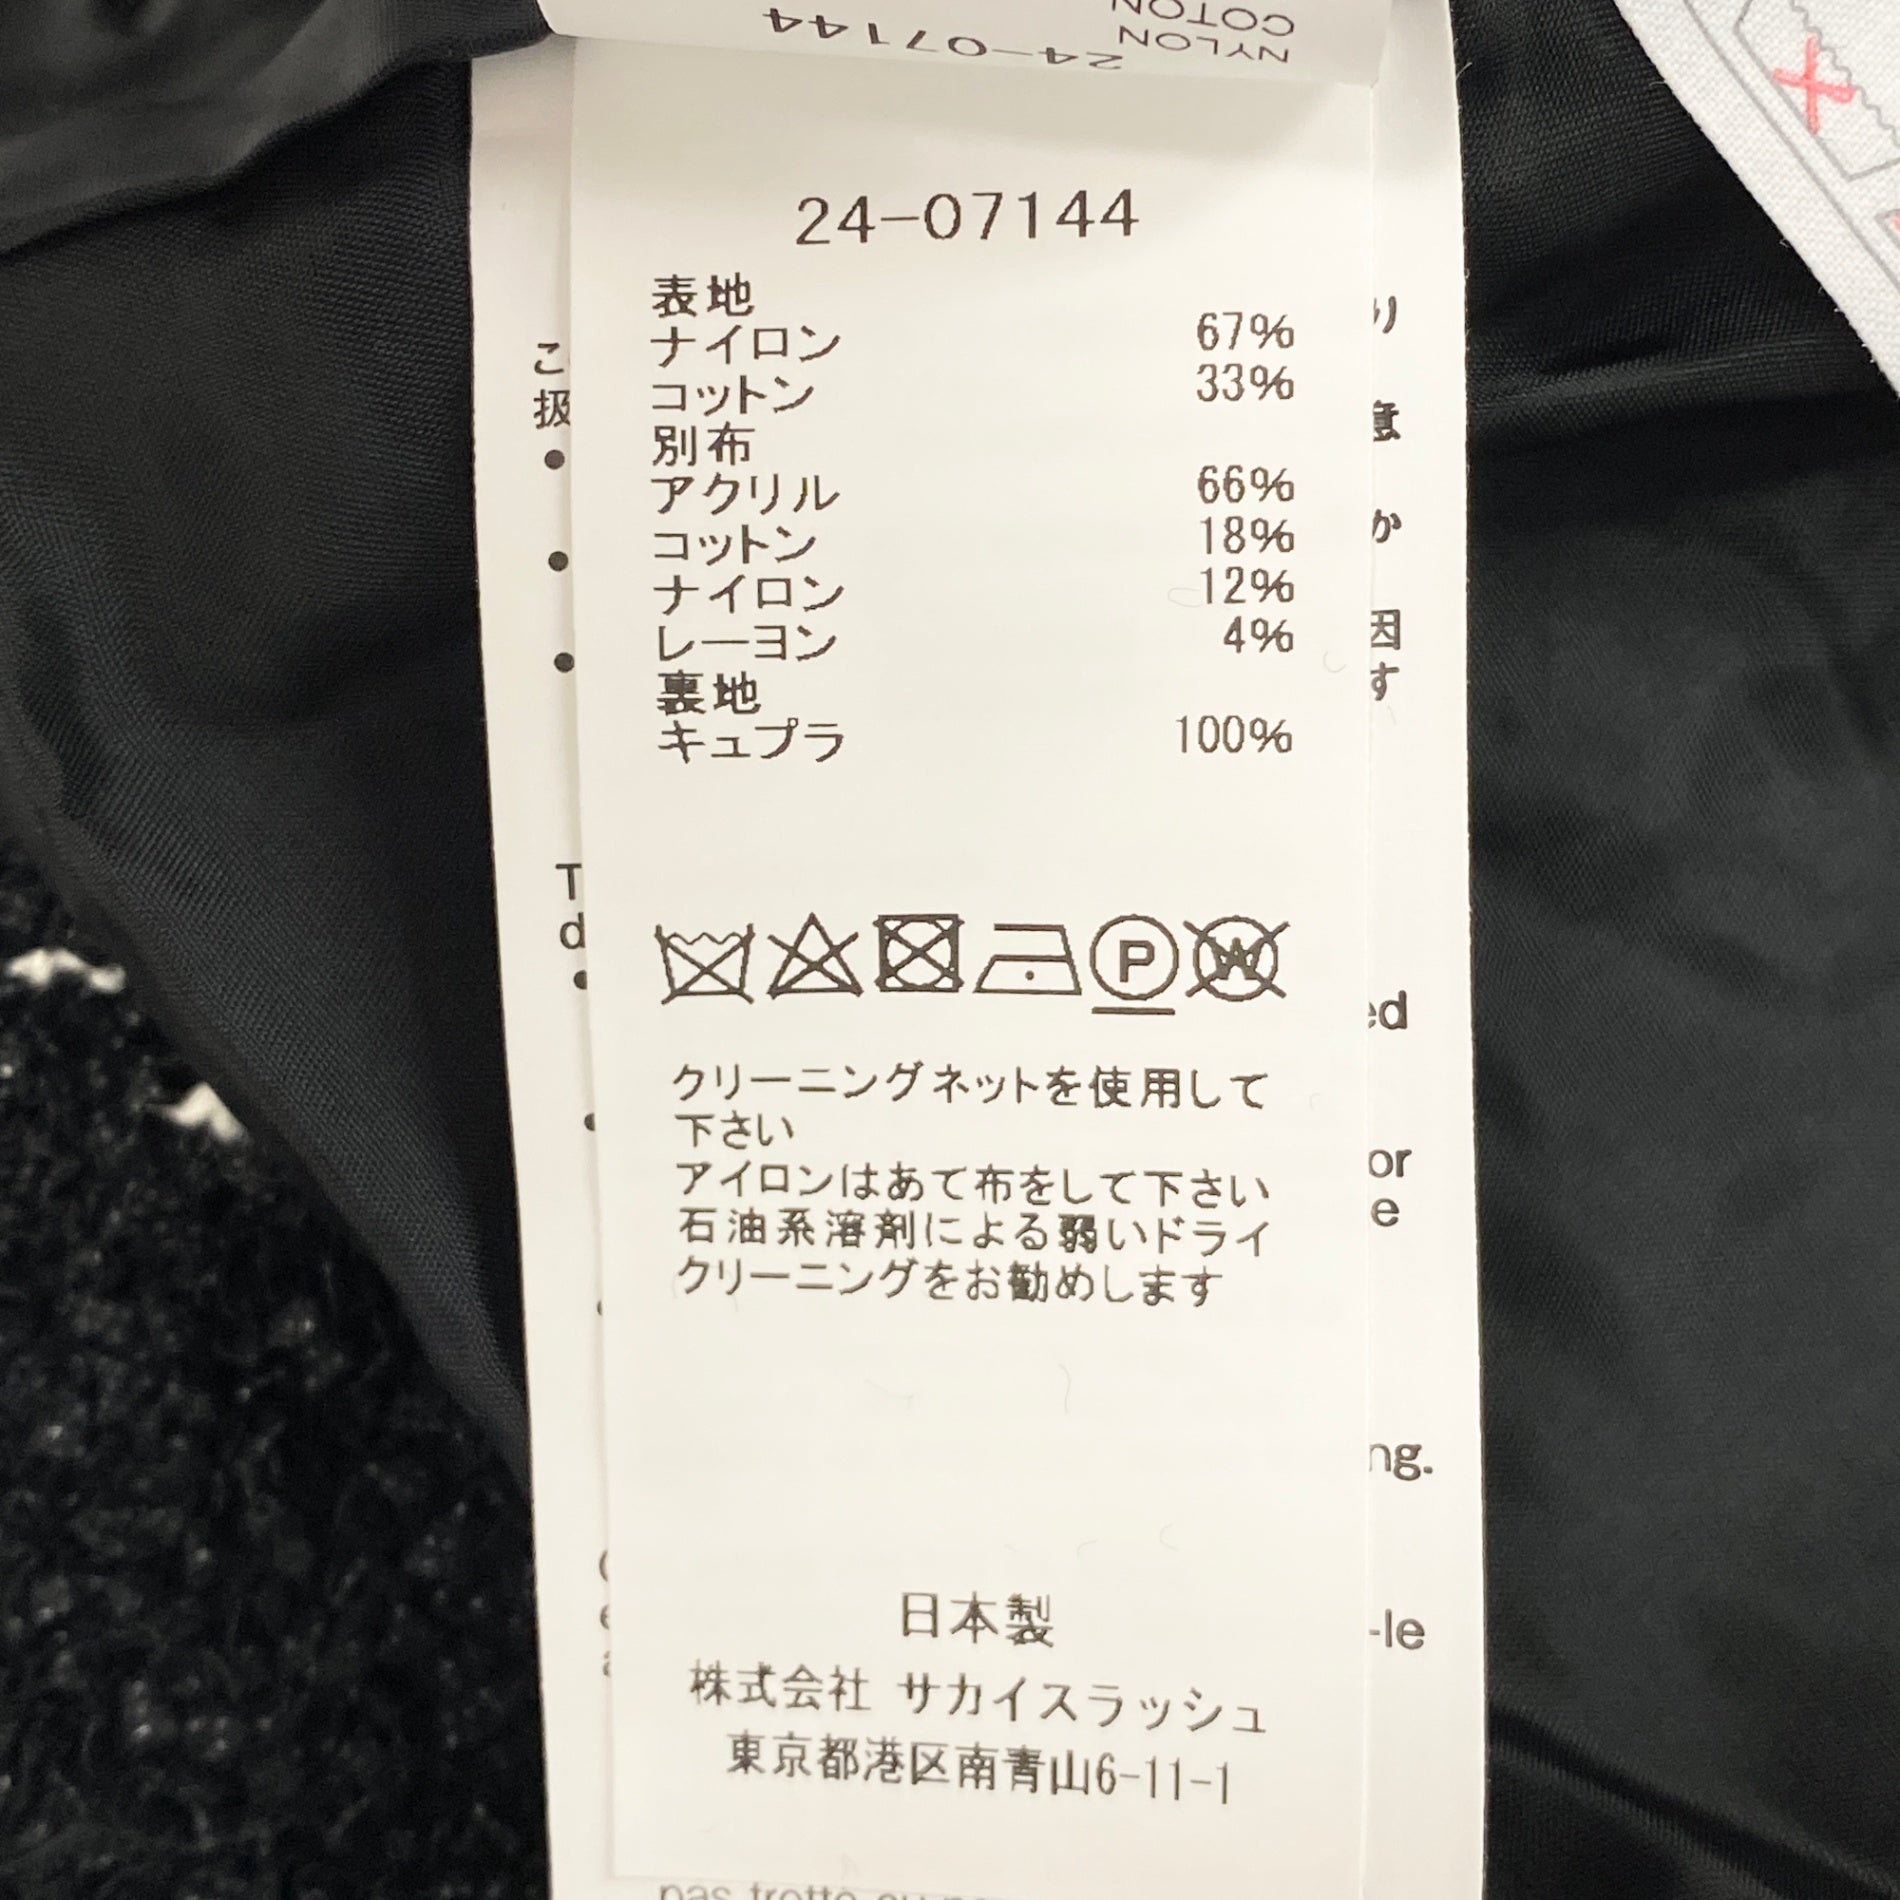 COTTON
NYLON
24-07144
24-07144
表地
ナイロン 67%
コットン 33%
別布
アクリル 66%
コットン 18%
ナイロン 12%
レーヨン 4%
裏地
キュプラ 100%
P W
クリーニングネットを使用して
下さい
アイロンはあて布をして下さい
石油系溶剤による弱いドライ
クリーニングをお勧めします
日本製
株式会社 サカイスラッシュ
東京都港区南青山6-11-1